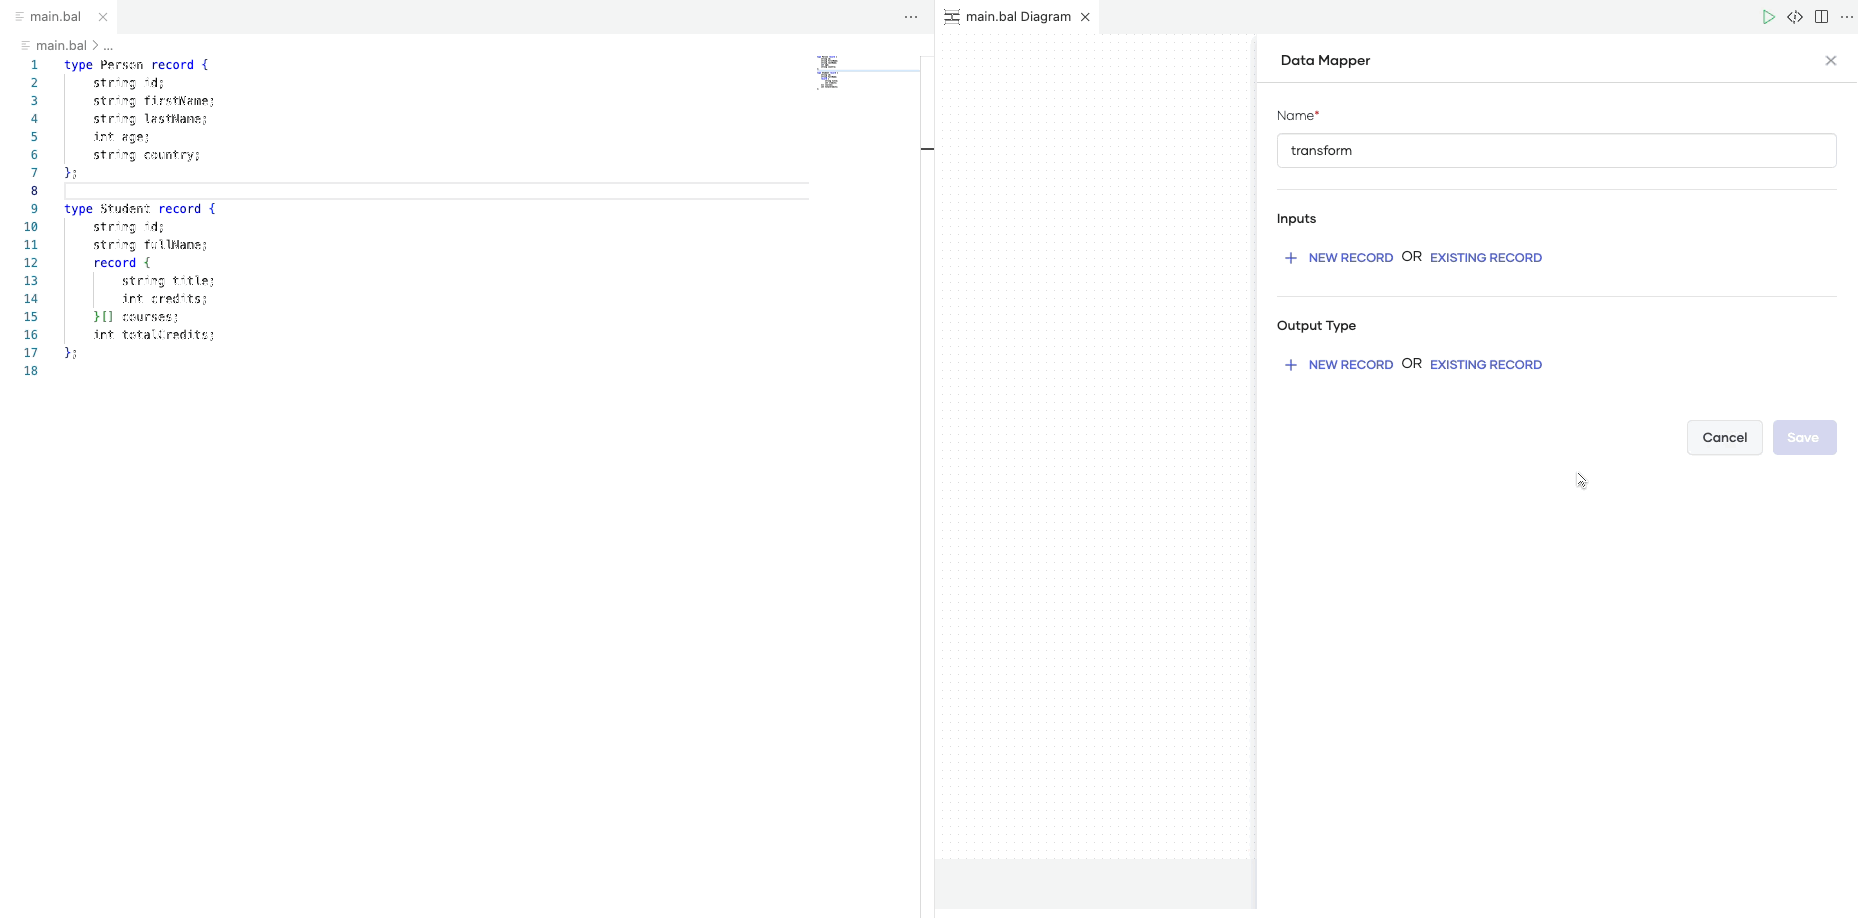 main.bal
main.bal > ...
1 type Person record {
2     string id;
3     string firstName;
4     string lastName;
5     int age;
6     string country;
7 };
8
9 type Student record {
10     string id;
11     string fullName;
12     record {
13         string title;
14         int credits;
15     }[] courses;
16     int totalCredits;
17 };
18
main.bal Diagram
Data Mapper
Name*
transform
Inputs
+ NEW RECORD OR EXISTING RECORD
Output Type
+ NEW RECORD OR EXISTING RECORD
Cancel Save